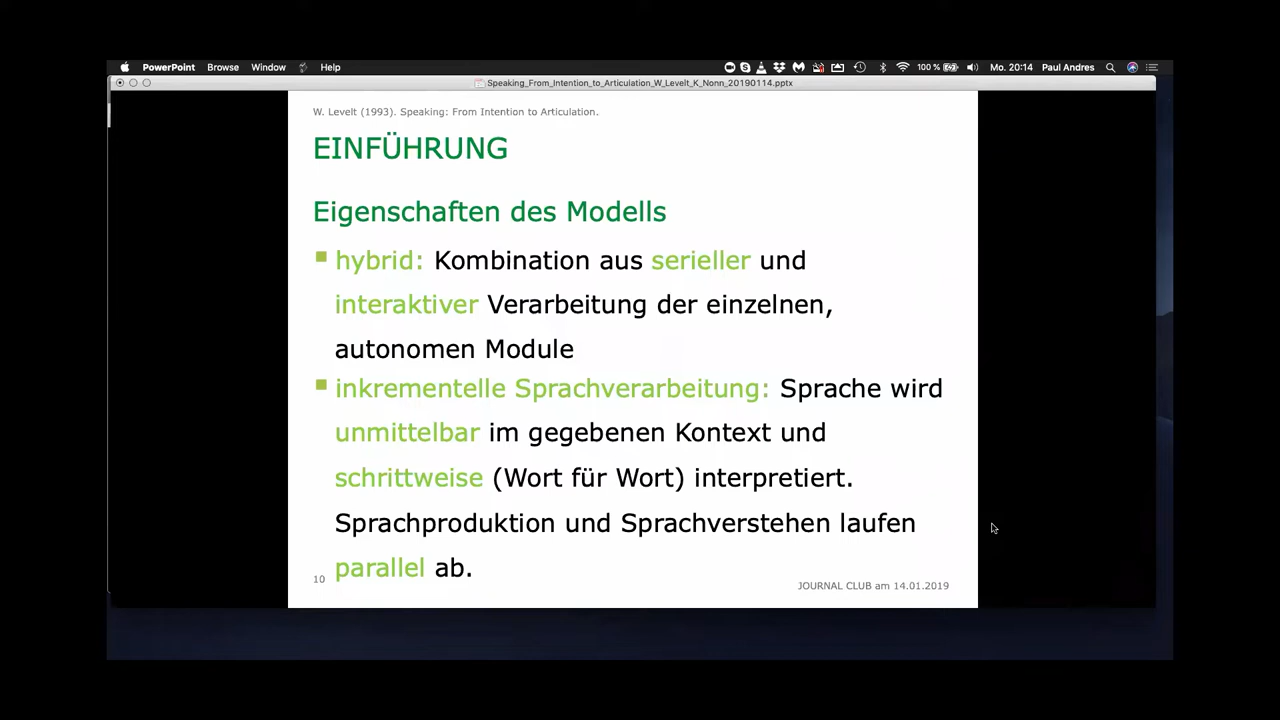 PowerPoint Browse Window Help 100 % Mo. 20:14 Paul Andres
Speaking_From_Intention_to_Articulation_W_Levelt_K_Nonn_20190114.pptx
W. Levelt (1993). Speaking: From Intention to Articulation.
EINFÜHRUNG
Eigenschaften des Modells
hybrid: Kombination aus serieller und
interaktiver Verarbeitung der einzelnen,
autonomen Module
inkrementelle Sprachverarbeitung: Sprache wird
unmittelbar im gegebenen Kontext und
schrittweise (Wort für Wort) interpretiert.
Sprachproduktion und Sprachverstehen laufen
parallel ab.
10
JOURNAL CLUB am 14.01.2019